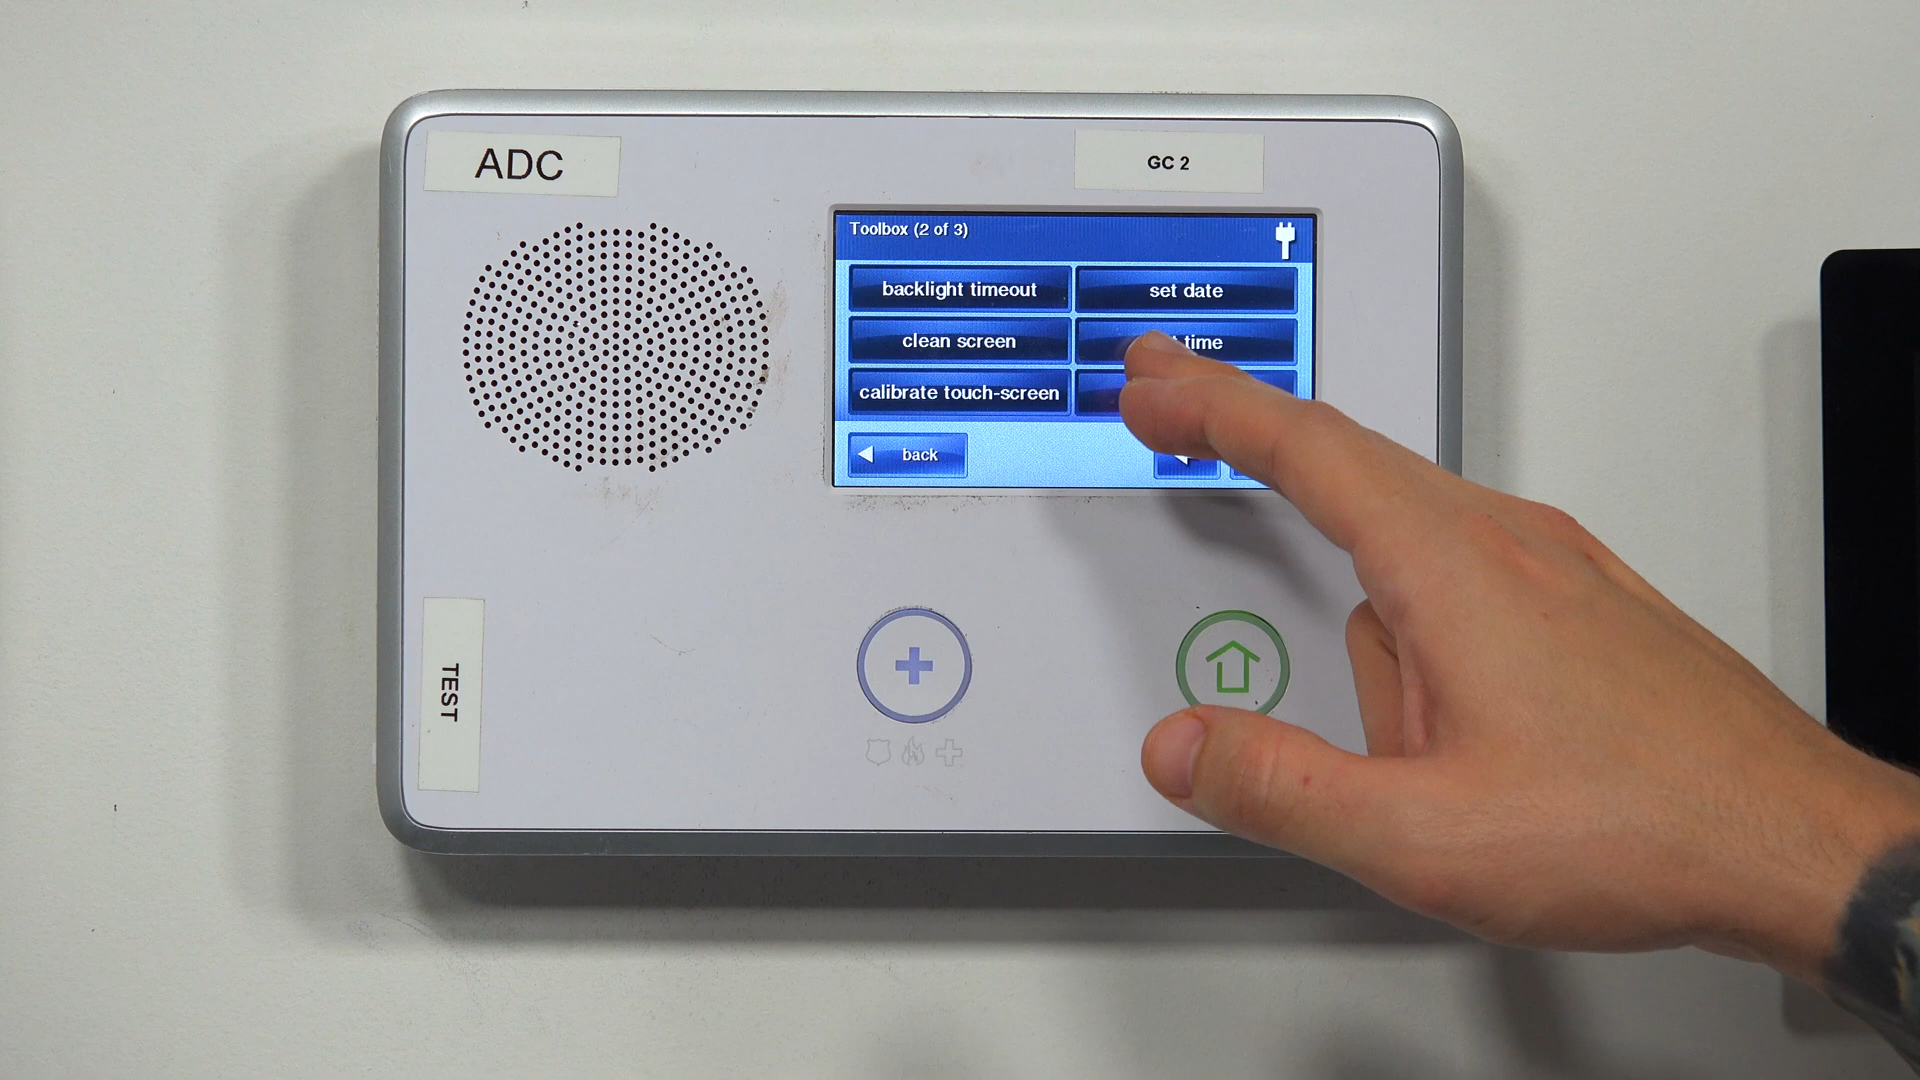 ADC
GC 2
Toolbox (2 of 3)
backlight timeout
set date
clean screen
time
calibrate touch-screen
back
TEST